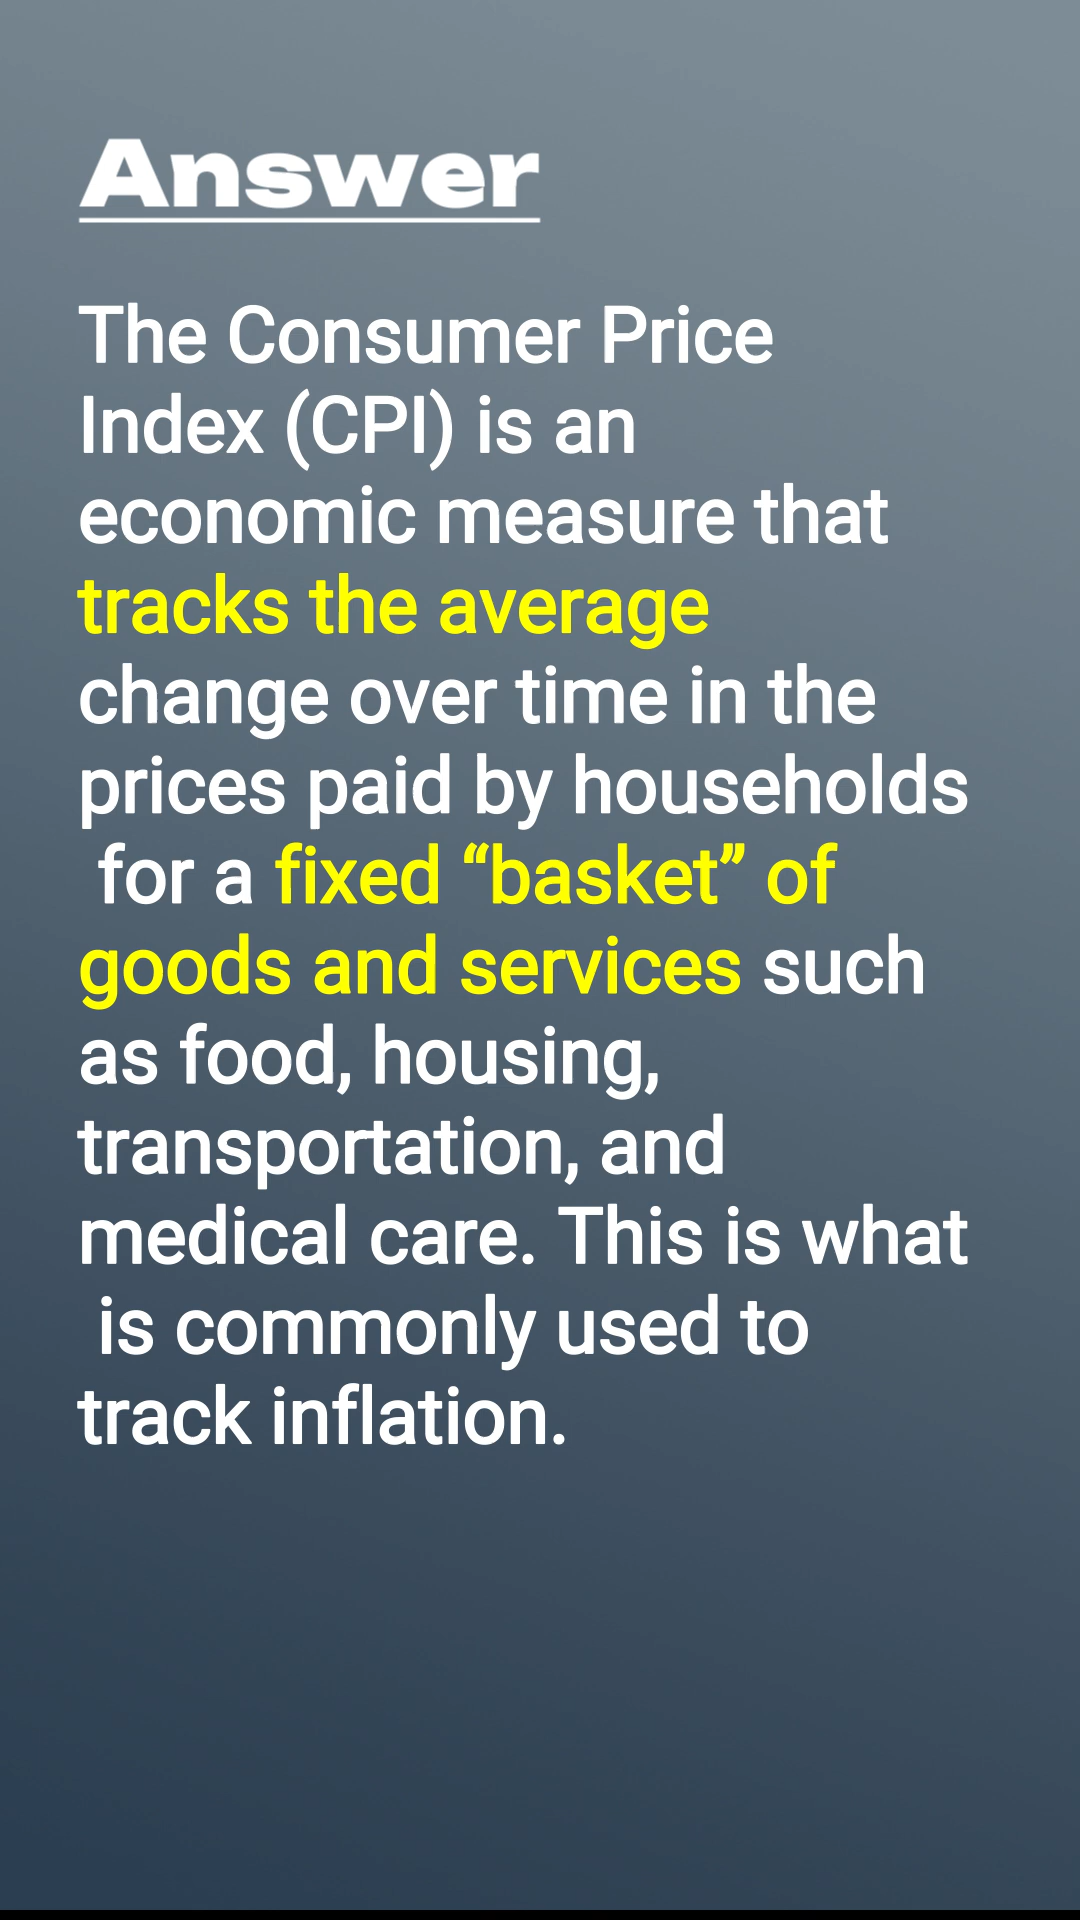 Answer
The Consumer Price
Index (CPI) is an
economic measure that
tracks the average
change over time in the
prices paid by households
for a fixed “basket” of
goods and services such
as food, housing,
transportation, and
medical care. This is what
is commonly used to
track inflation.